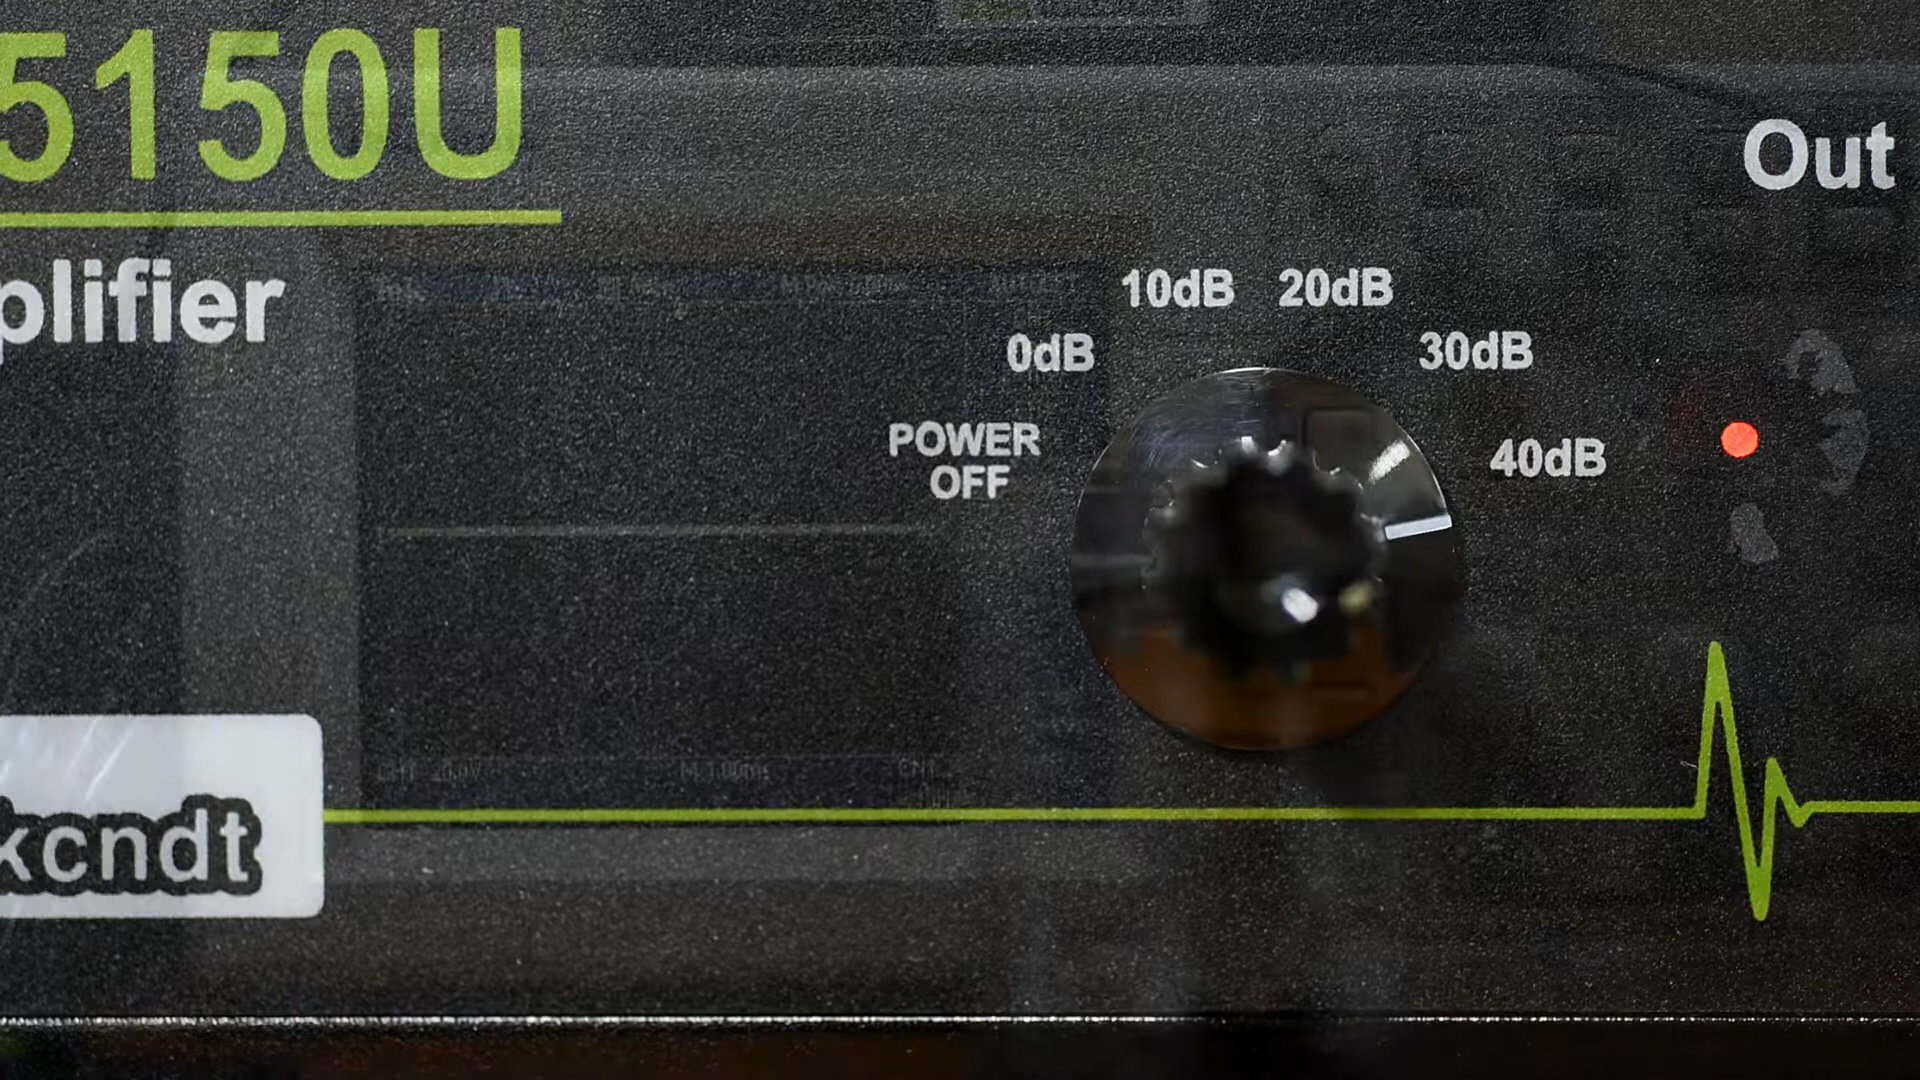 5150U
Out
plifier
10dB 20dB
0dB 30dB
POWER
OFF
40dB
kcndt